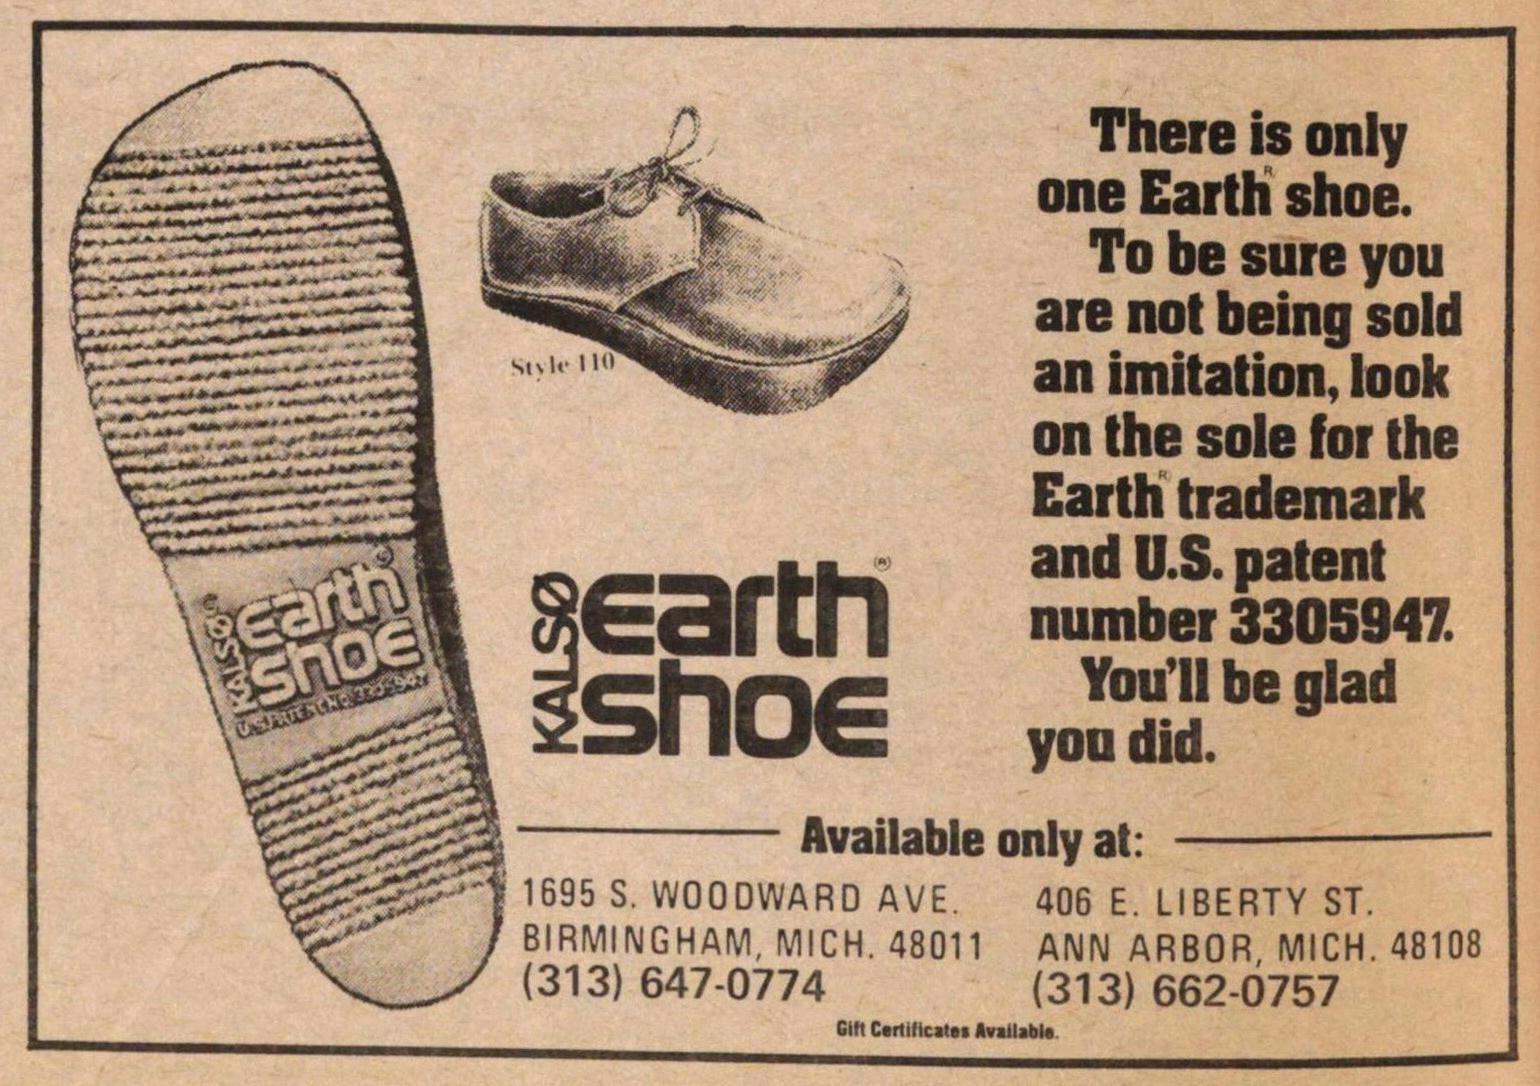 There is only
one Earth® shoe.
To be sure you
are not being sold
an imitation, look
on the sole for the
Earth® trademark
and U.S. patent
number 3305947.
You'll be glad
you did.
Style 110
KALSØ earth® shoe
KALSØ earth® shoe
U.S. PATENT No. 3305947
Available only at:
1695 S. WOODWARD AVE.
BIRMINGHAM, MICH. 48011
(313) 647-0774
406 E. LIBERTY ST.
ANN ARBOR, MICH. 48108
(313) 662-0757
Gift Certificates Available.